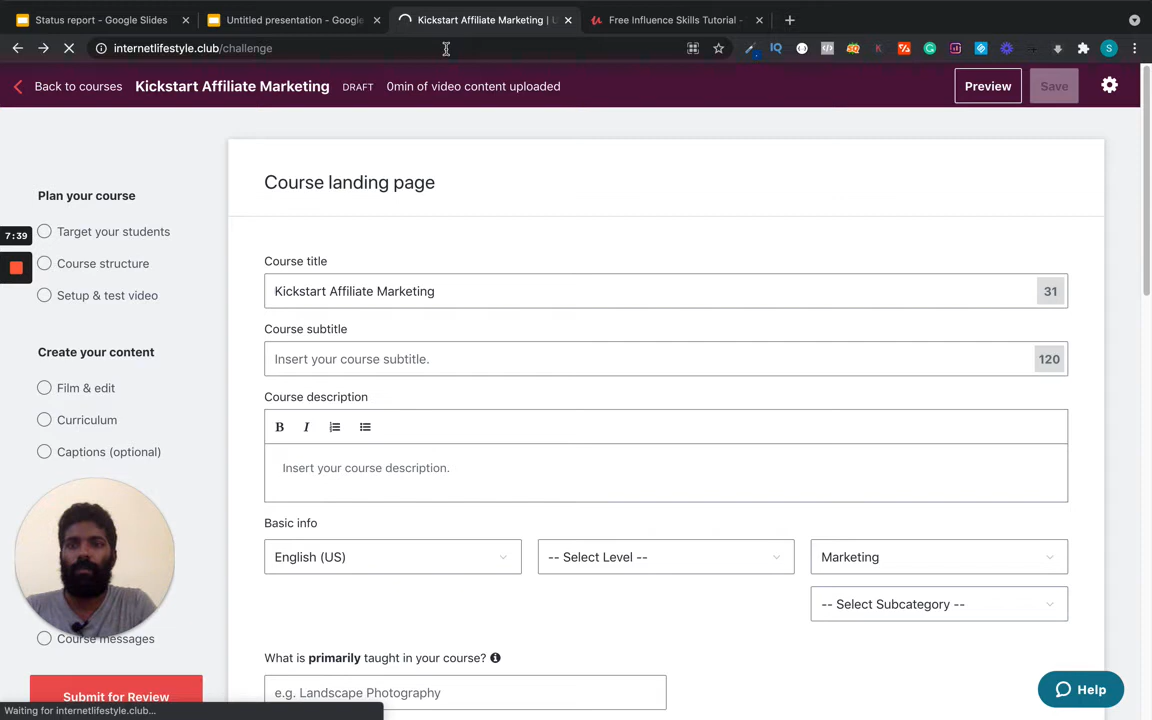 Status report - Google Slides
Untitled presentation - Google
Kickstart Affiliate Marketing | U
Free Influence Skills Tutorial -
internetlifestyle.club/challenge
IQ
SQ
K
S
Back to courses
Kickstart Affiliate Marketing
DRAFT
0min of video content uploaded
Preview
Save
Plan your course
Target your students
Course structure
Setup & test video
7:39
Create your content
Film & edit
Curriculum
Captions (optional)
Course messages
Submit for Review
Waiting for internetlifestyle.club...
Course landing page
Course title
Kickstart Affiliate Marketing
31
Course subtitle
Insert your course subtitle.
120
Course description
B I
Insert your course description.
Basic info
English (US)
-- Select Level --
Marketing
-- Select Subcategory --
What is primarily taught in your course?
e.g. Landscape Photography
Help